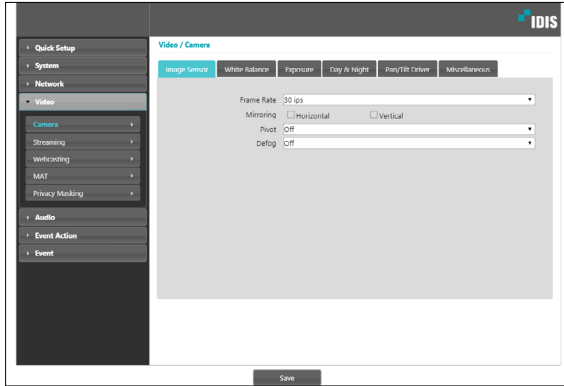 IDIS
Quick Setup
System
Network
Video
Camera
Streaming
Webcasting
MAT
Privacy Masking
Audio
Event Action
Event
Video / Camera
Image Sensor White Balance Exposure Day & Night Pan/Tilt Driver Miscellaneous
Frame Rate 30 ips
Mirroring Horizontal Vertical
Pivot Off
Defog Off
Save